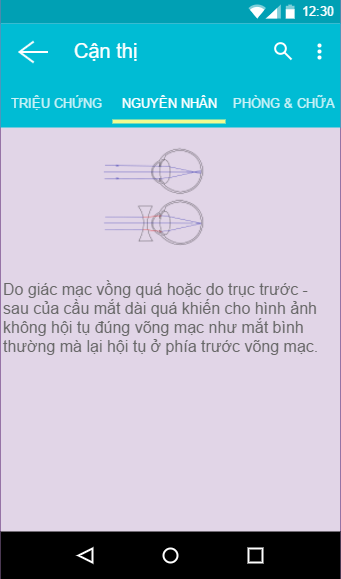 12:30
Cận thị
TRIỆU CHỨNG NGUYÊN NHÂN PHÒNG & CHỮA
Do giác mạc vồng quá hoặc do trục trước -
sau của cầu mắt dài quá khiến cho hình ảnh
không hội tụ đúng võng mạc như mắt bình
thường mà lại hội tụ ở phía trước võng mạc.